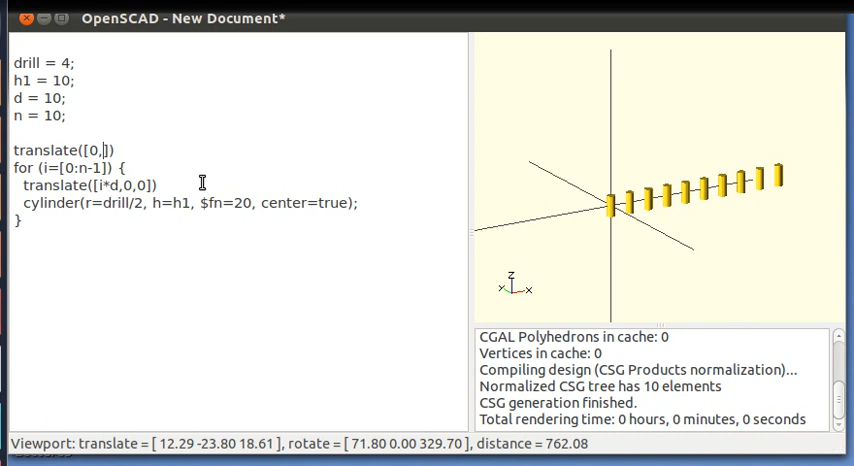 OpenSCAD - New Document*
drill = 4;
h1 = 10;
d = 10;
n = 10;
translate([0,])
for (i=[0:n-1]) {
translate([i*d,0,0])
cylinder(r=drill/2, h=h1, $fn=20, center=true);
}
Z
Y
X
CGAL Polyhedrons in cache: 0
Vertices in cache: 0
Compiling design (CSG Products normalization)...
Normalized CSG tree has 10 elements
CSG generation finished.
Total rendering time: 0 hours, 0 minutes, 0 seconds
Viewport: translate = [ 12.29 -23.80 18.61 ], rotate = [ 71.80 0.00 329.70 ], distance = 762.08